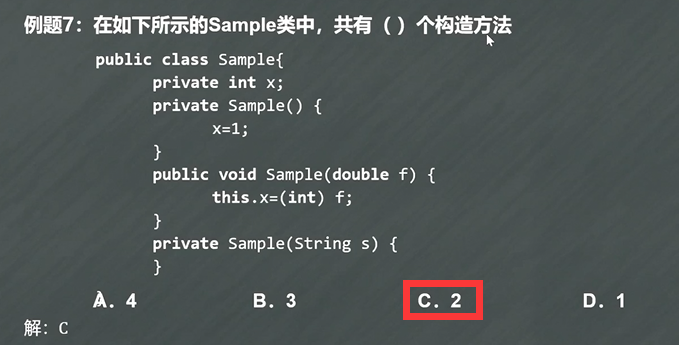 例题7：在如下所示的Sample类中，共有（ ）个构造方法
public class Sample{
private int x;
private Sample() {
x=1;
}
public void Sample(double f) {
this.x=(int) f;
}
private Sample(String s) {
}
A. 4 B. 3 C. 2 D. 1
解：C